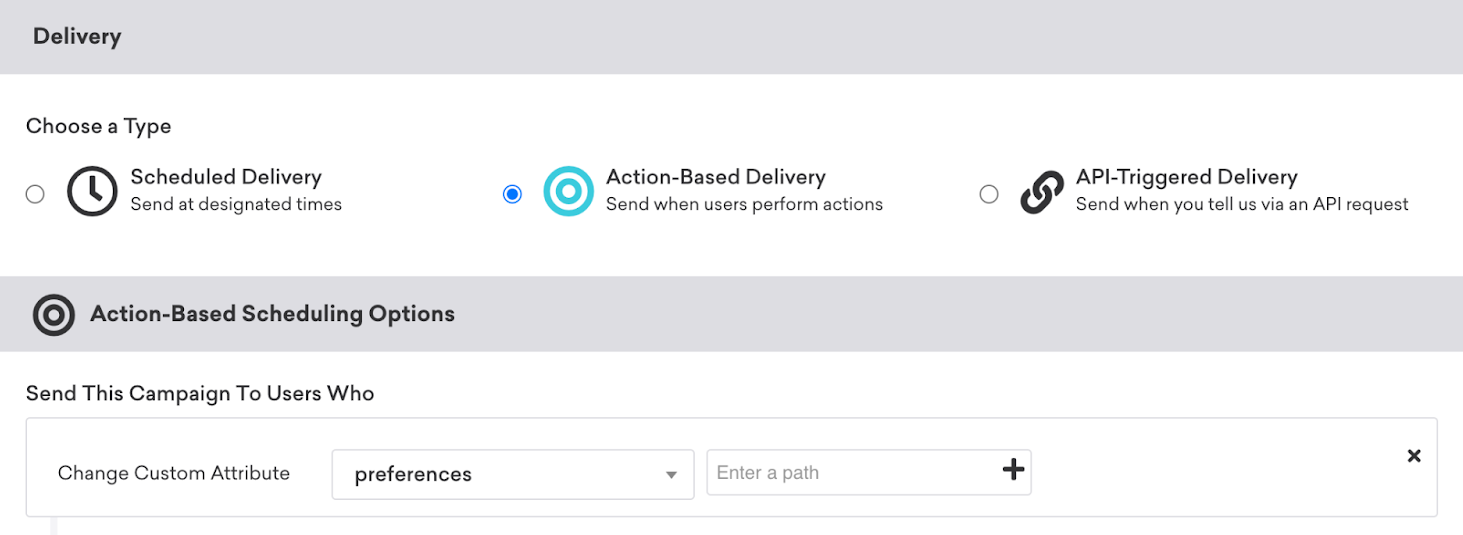 Delivery
Choose a Type
Scheduled Delivery
Send at designated times
Action-Based Delivery
Send when users perform actions
API-Triggered Delivery
Send when you tell us via an API request
Action-Based Scheduling Options
Send This Campaign To Users Who
Change Custom Attribute preferences Enter a path